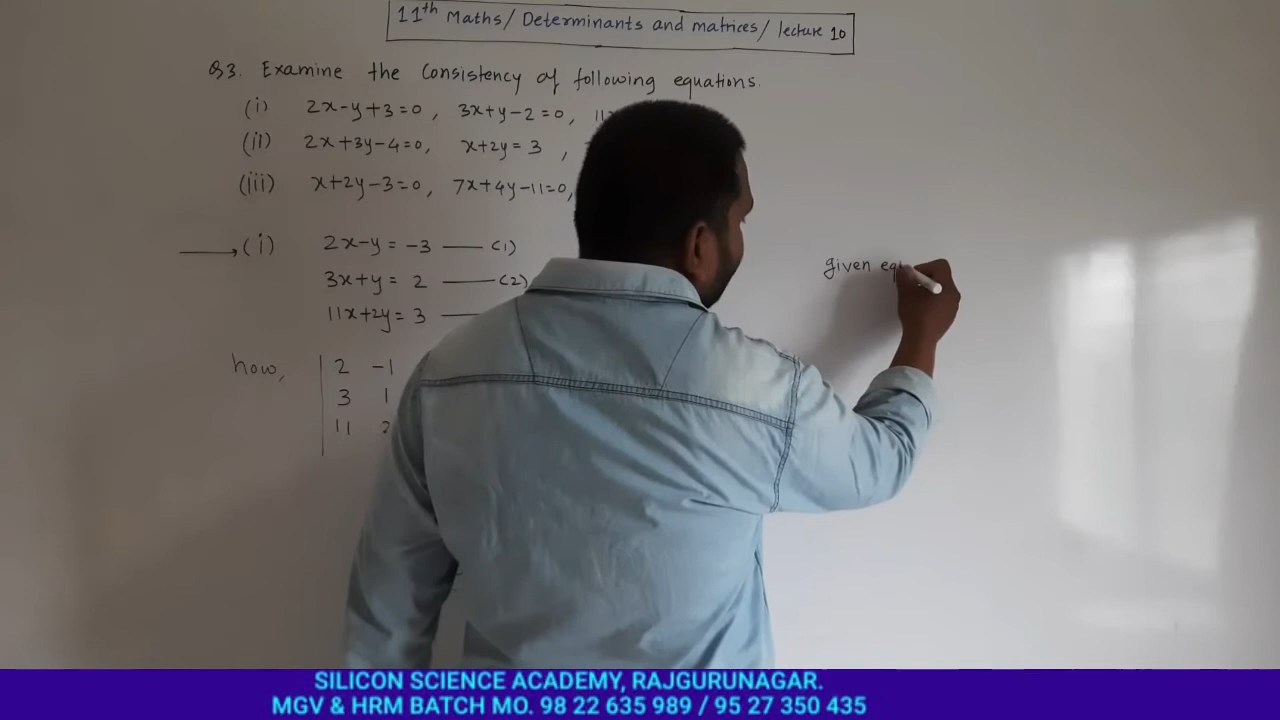 11th Maths/ Determinants and matrices/ lecture 10
Q3. Examine the Consistency of following equations.
(i) 2x-y+3=0, 3x+y-2=0, 11
(ii) 2x+3y-4=0, x+2y=3,
(iii) x+2y-3=0, 7x+4y-11=0,
(i) 2x-y = -3 (1)
given eq
3x+y = 2 (2)
11x+2y = 3
now, 2 -1
3 1
11 2
SILICON SCIENCE ACADEMY, RAJGURUNAGAR.
MGV & HRM BATCH MO. 98 22 635 989 / 95 27 350 435